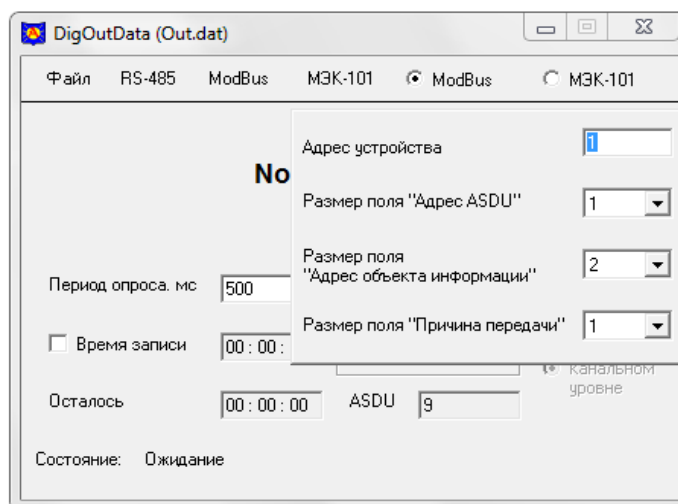 DigOutData (Out.dat)
Файл RS-485 ModBus МЭК-101 ModBus МЭК-101
Адрес устройства 1
No
Размер поля "Адрес ASDU" 1
Размер поля
"Адрес объекта информации" 2
Период опроса. мс 500
Размер поля "Причина передачи" 1
Время записи 00 : 00 :
канальном
уровне
Осталось 00 : 00 : 00 ASDU 9
Состояние: Ожидание